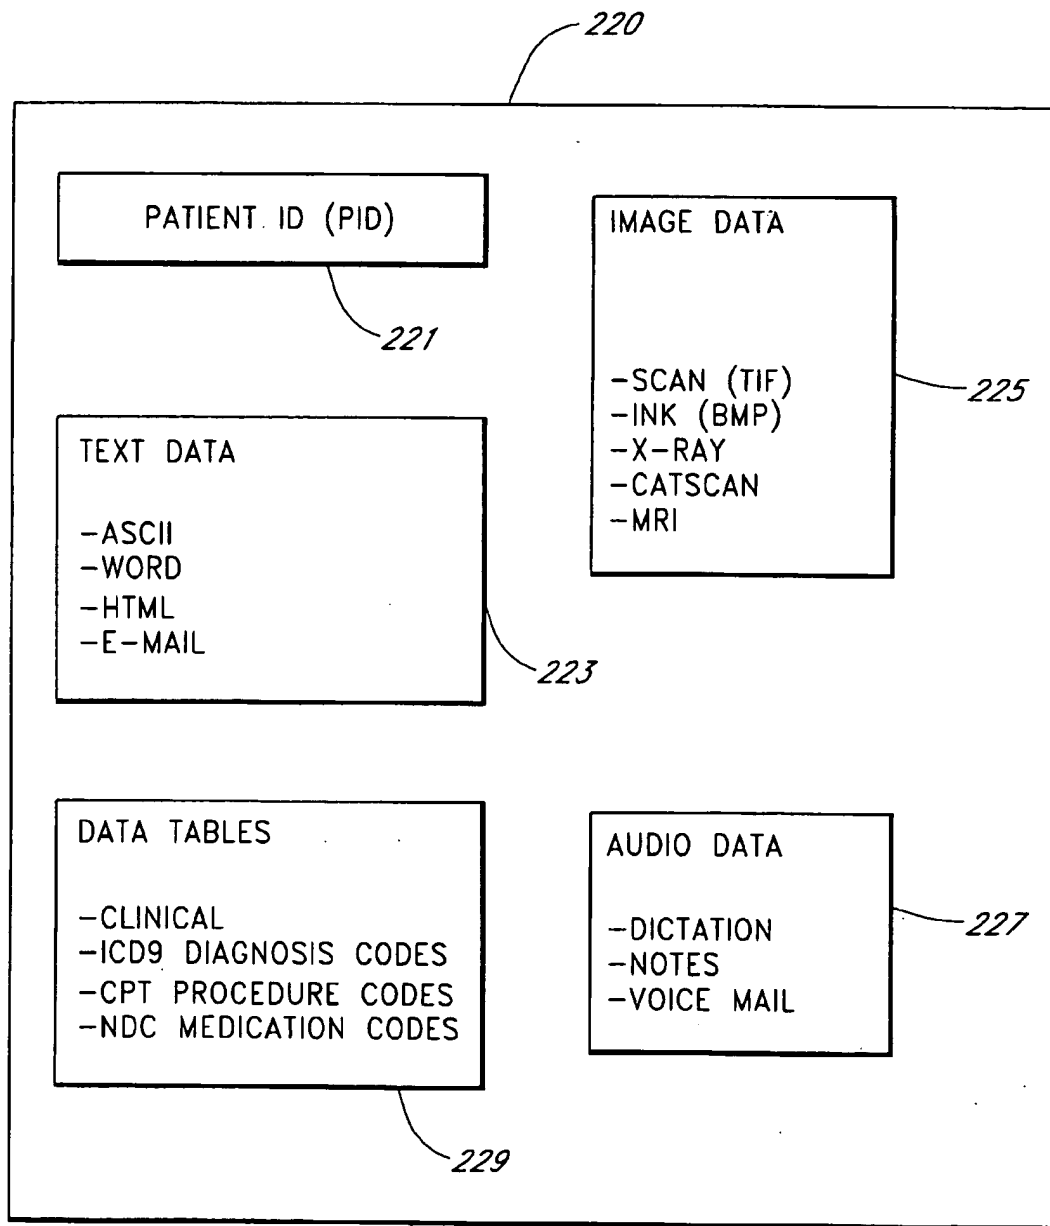 220
PATIENT ID (PID)
221
TEXT DATA
-ASCII
-WORD
-HTML
-E-MAIL
223
DATA TABLES
-CLINICAL
-ICD9 DIAGNOSIS CODES
-CPT PROCEDURE CODES
-NDC MEDICATION CODES
229
IMAGE DATA
-SCAN (TIF)
-INK (BMP)
-X-RAY
-CATSCAN
-MRI
225
AUDIO DATA
-DICTATION
-NOTES
-VOICE MAIL
227